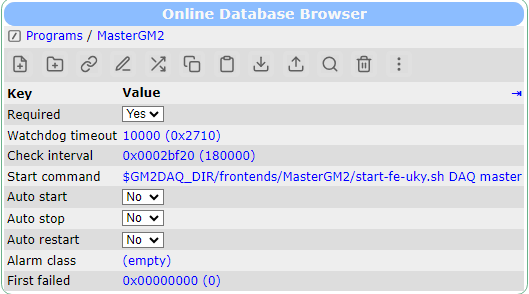 Online Database Browser
/ Programs / MasterGM2
Key Value
Required Yes
Watchdog timeout 10000 (0x2710)
Check interval 0x0002bf20 (180000)
Start command $GM2DAQ_DIR/frontends/MasterGM2/start-fe-uky.sh DAQ master
Auto start No
Auto stop No
Auto restart No
Alarm class (empty)
First failed 0x00000000 (0)